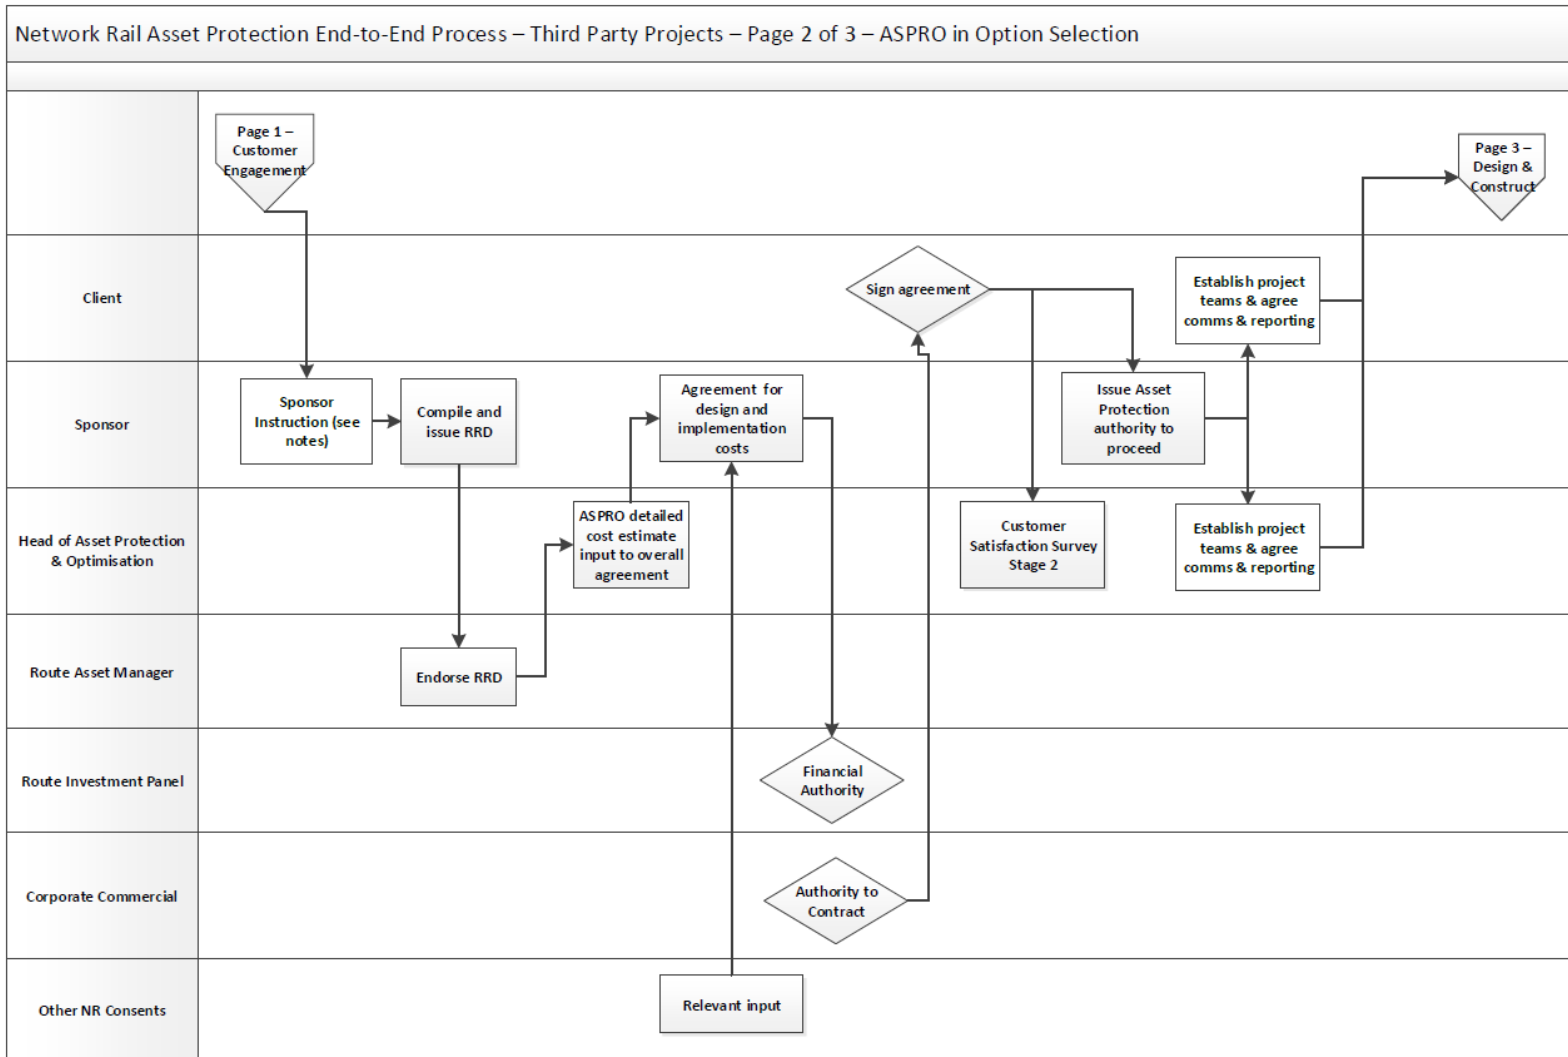 Network Rail Asset Protection End-to-End Process – Third Party Projects – Page 2 of 3 – ASPRO in Option Selection
Page 1 –
Customer
Engagement
Page 3 –
Design &
Construct
Client
Sign agreement
Establish project
teams & agree
comms & reporting
Sponsor
Sponsor
Instruction (see
notes)
Compile and
issue RRD
Agreement for
design and
implementation
costs
Issue Asset
Protection
authority to
proceed
Head of Asset Protection
& Optimisation
ASPRO detailed
cost estimate
input to overall
agreement
Customer
Satisfaction Survey
Stage 2
Establish project
teams & agree
comms & reporting
Route Asset Manager
Endorse RRD
Route Investment Panel
Financial
Authority
Corporate Commercial
Authority to
Contract
Other NR Consents
Relevant input